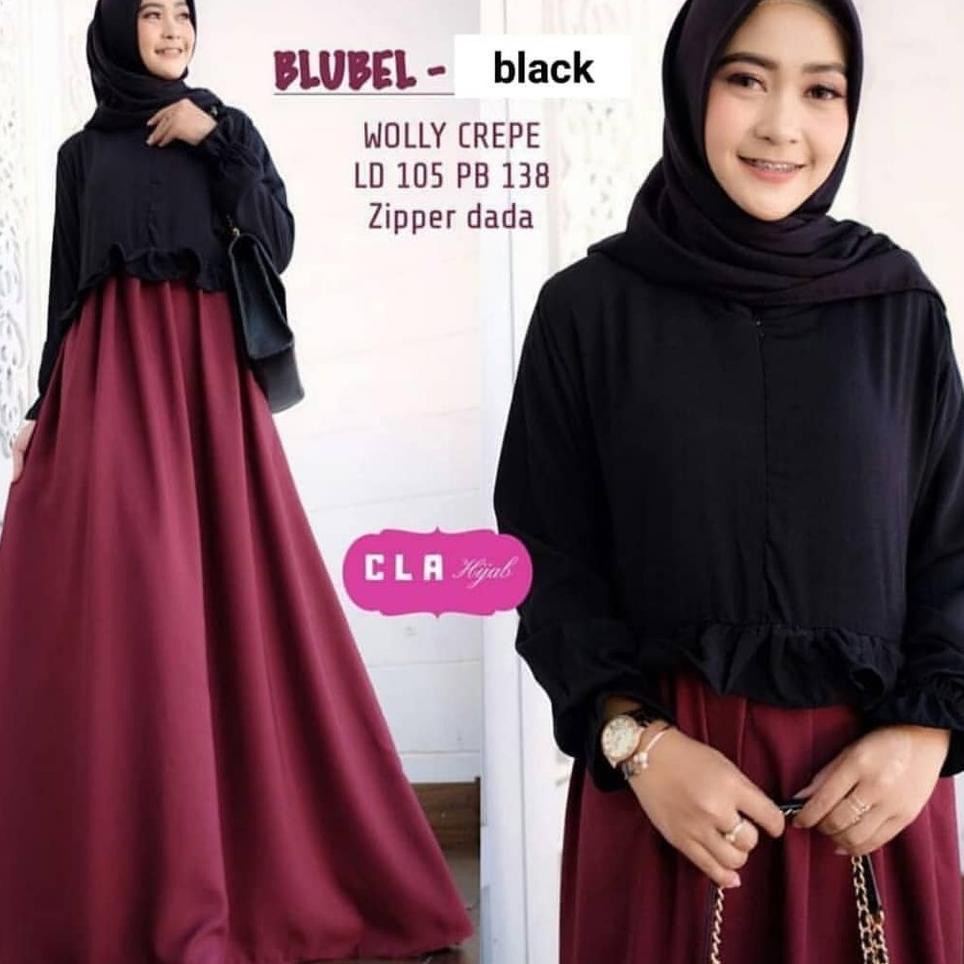 BLUBEL - black
WOLLY CREPE
LD 105 PB 138
Zipper dada
CLA Hijab